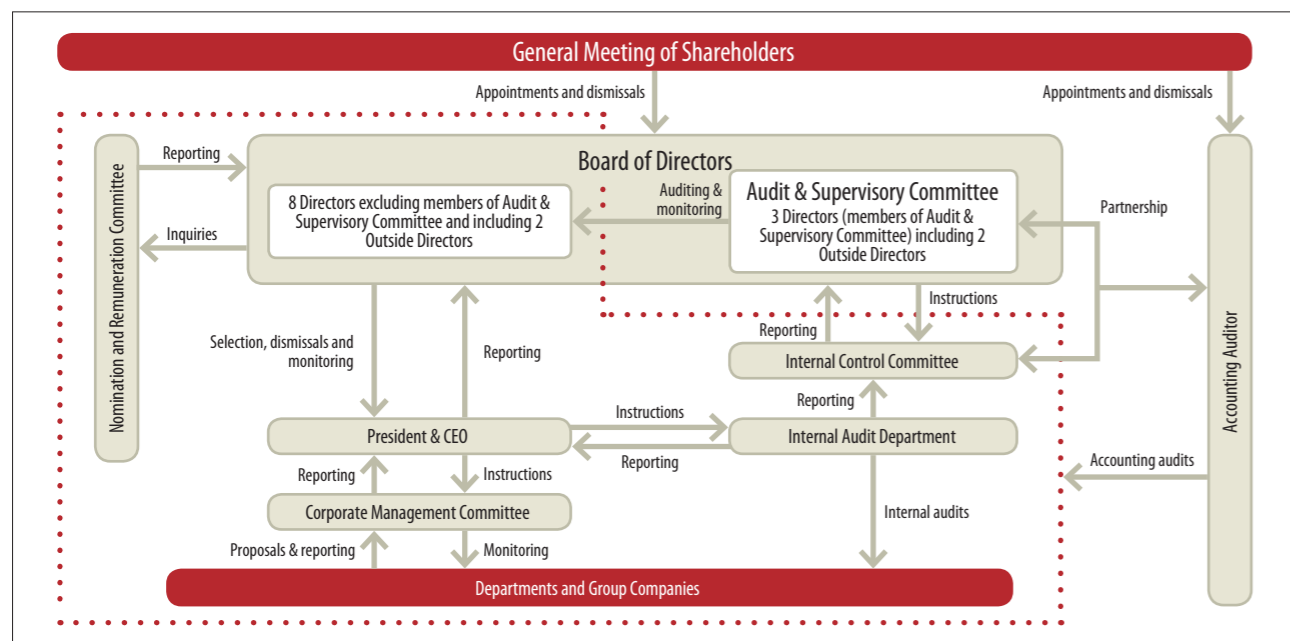 General Meeting of Shareholders
Appointments and dismissals
Appointments and dismissals
Nomination and Remuneration Committee
Reporting
Inquiries
Board of Directors
8 Directors excluding members of Audit &
Supervisory Committee and including 2
Outside Directors
Auditing &
monitoring
Audit & Supervisory Committee
3 Directors (members of Audit &
Supervisory Committee) including 2
Outside Directors
Partnership
Accounting Auditor
Selection, dismissals and
monitoring
Reporting
Reporting
Instructions
Internal Control Committee
Reporting
President & CEO
Instructions
Reporting
Internal Audit Department
Reporting
Instructions
Accounting audits
Corporate Management Committee
Internal audits
Proposals & reporting
Monitoring
Departments and Group Companies